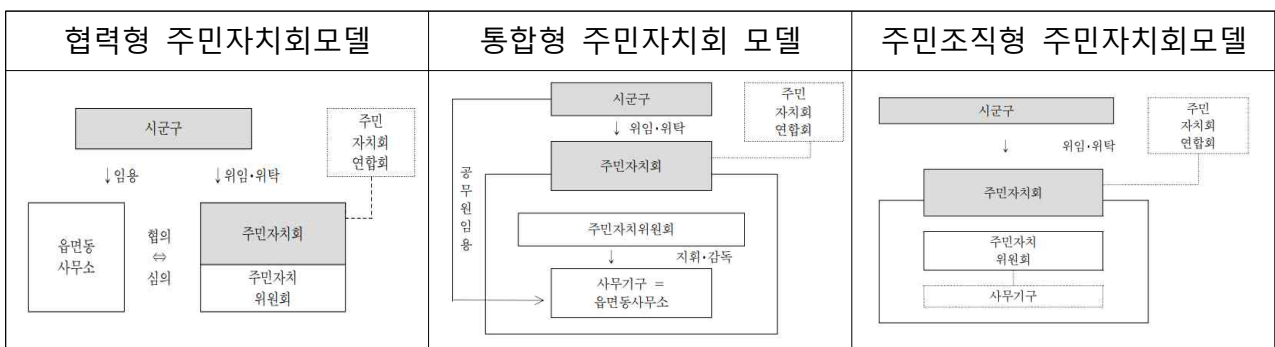 협력형 주민자치회모델
통합형 주민자치회 모델
주민조직형 주민자치회모델
시군구
주민
자치회
연합회
↓임용
↓위임·위탁
읍면동
사무소
협의
⇔
심의
주민자치회
주민자치
위원회
시군구
주민
자치회
연합회
↓ 위임·위탁
주민자치회
공
무
원
임
용
주민자치위원회
↓ 지휘·감독
사무기구 =
읍면동사무소
시군구
주민
자치회
연합회
↓ 위임·위탁
주민자치회
주민자치
위원회
사무기구